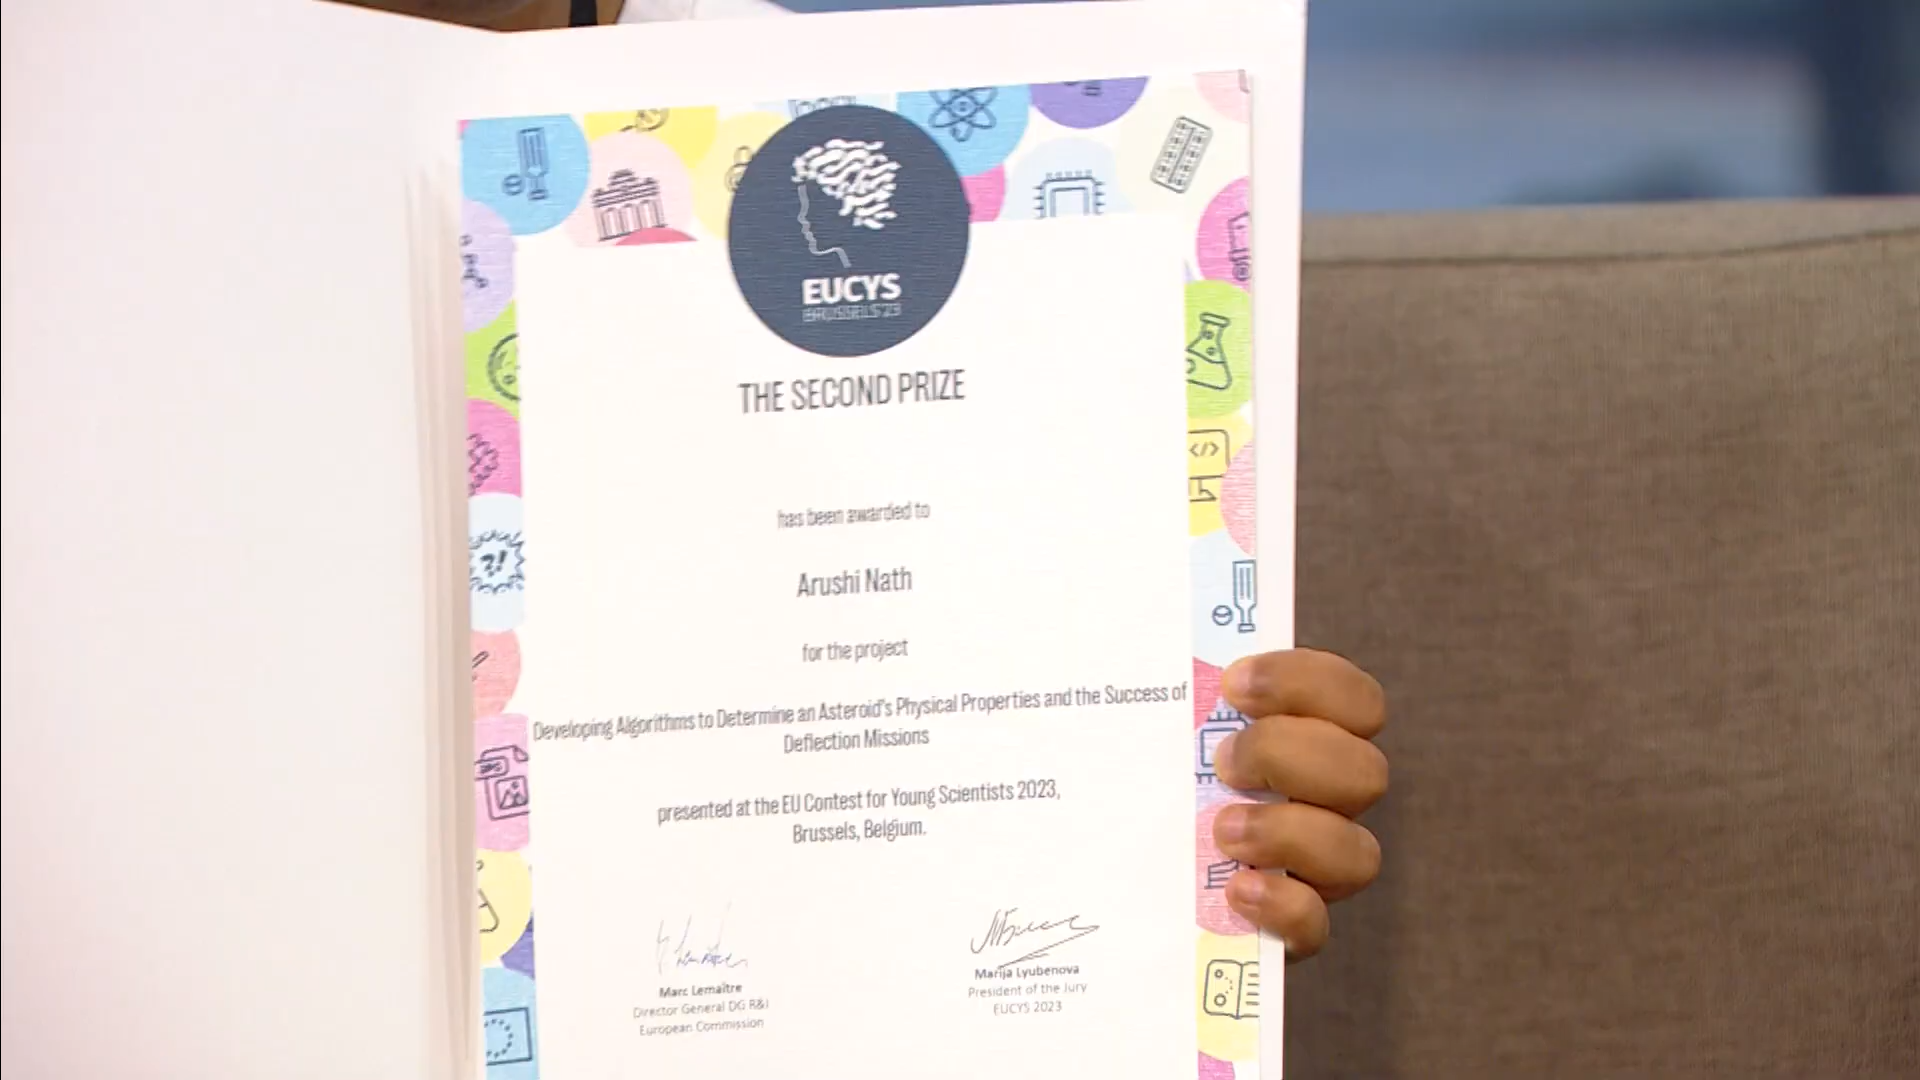 EUCYS
BRUSSELS'23
THE SECOND PRIZE
has been awarded to
Arushi Nath
for the project
Developing Algorithms to Determine an Asteroid's Physical Properties and the Success of
Deflection Missions
presented at the EU Contest for Young Scientists 2023,
Brussels, Belgium.
Marc Lemaître
Director General DG R&I
European Commission
Marija Lyubenova
President of the Jury
EUCYS 2023